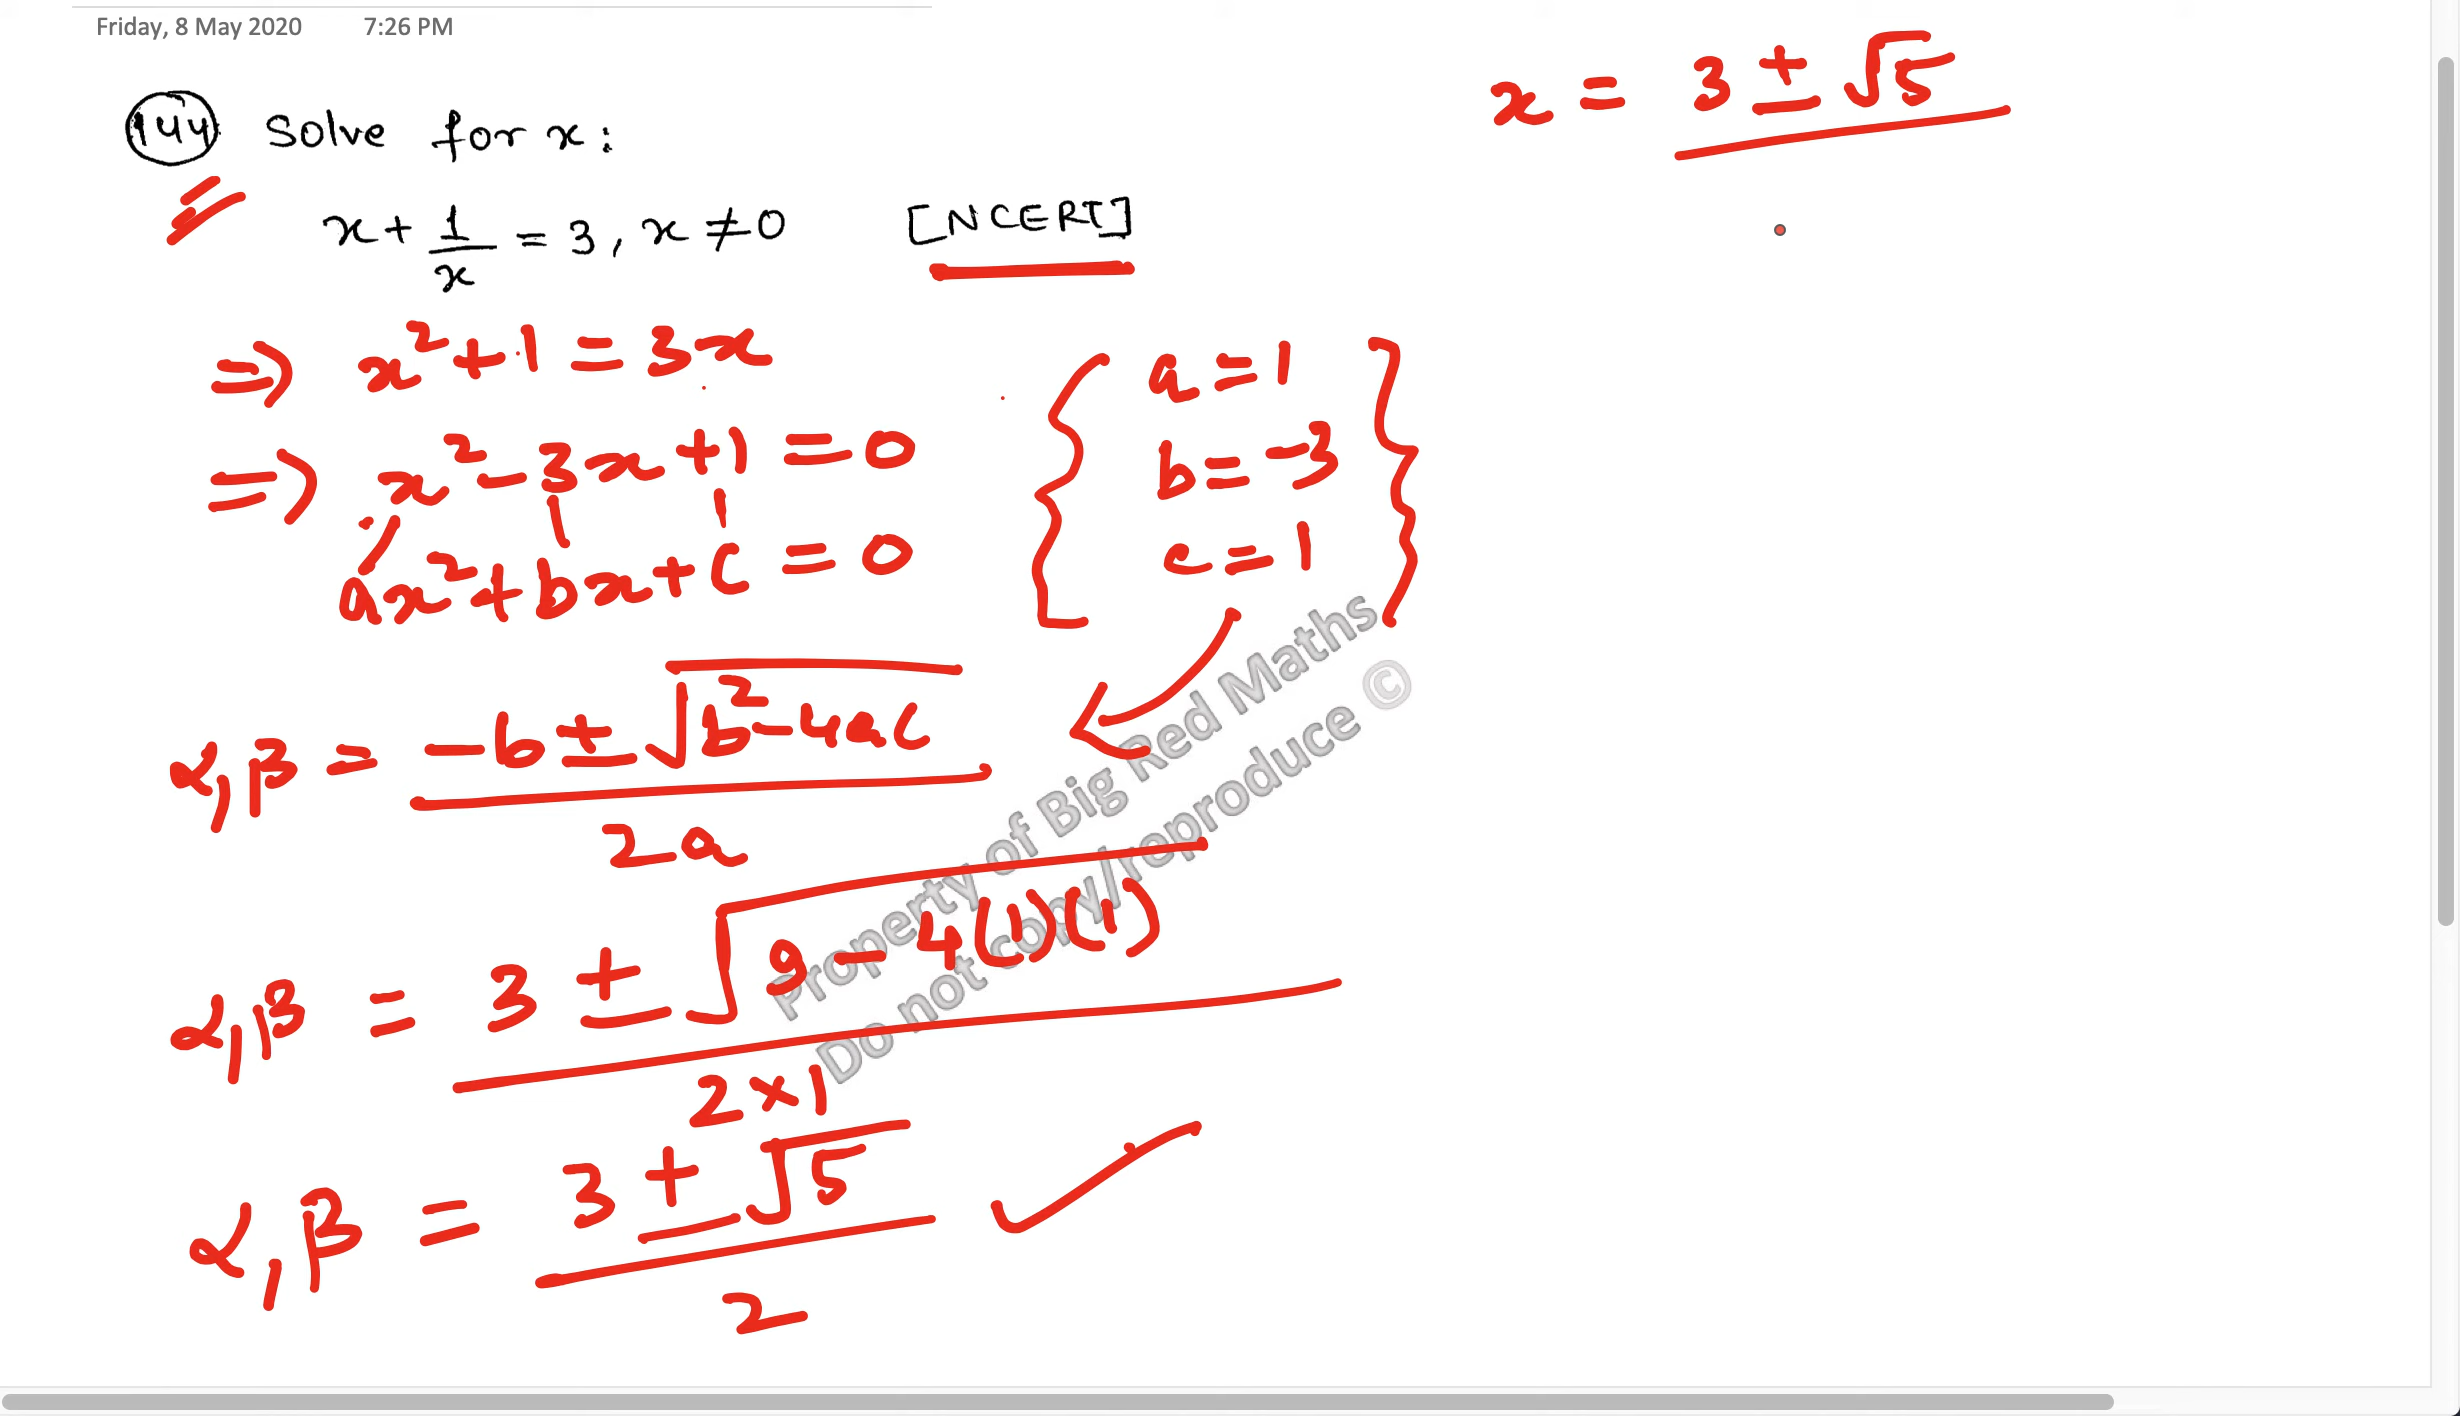 Friday, 8 May 2020 7:26 PM
144 Solve for x:
x + 1/x = 3, x ≠ 0 [NCERT]
⇒ x² + 1 = 3x
⇒ x² - 3x + 1 = 0
ax² + bx + c = 0
{ a = 1
b = -3
c = 1 }
α, β = (-b ± √(b² - 4ac)) / 2a
α, β = (3 ± √(9 - 4(1)(1))) / 2×1
α, β = (3 ± √5) / 2
x = 3 ± √5
Property of Big Red Maths
Do not copy/reproduce ©